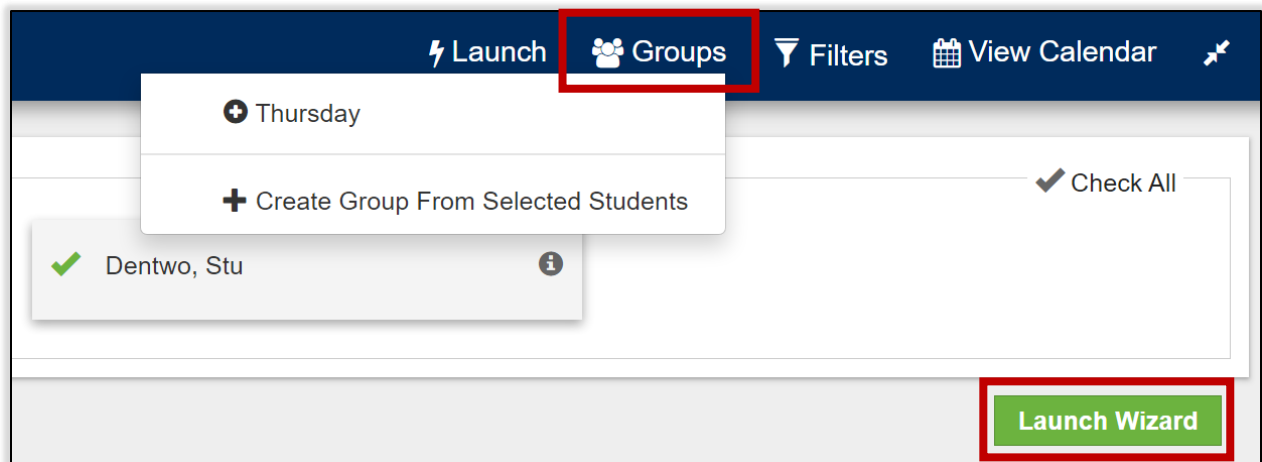 Launch Groups Filters View Calendar
Thursday
Check All
Create Group From Selected Students
Dentwo, Stu
Launch Wizard